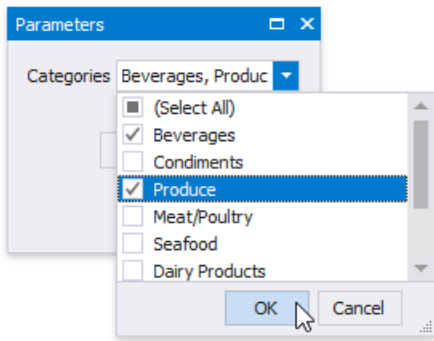 Parameters
Categories Beverages, Produc
(Select All)
Beverages
Condiments
Produce
Meat/Poultry
Seafood
Dairy Products
OK Cancel